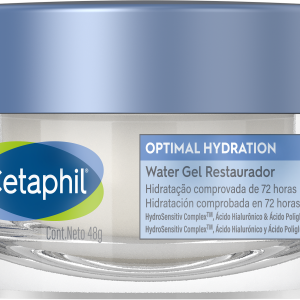 Cetaphil®
Cont.Neto 48g
OPTIMAL HYDRATION
Water Gel Restaurador
Hidratação comprovada de 72 horas
Hidratación comprobada en 72 horas
HydroSensitiv Complex™, Ácido Hialurônico & Ácido Poligl
HydroSensitiv Complex™, Ácido Hialurónico y Ácido Poligl